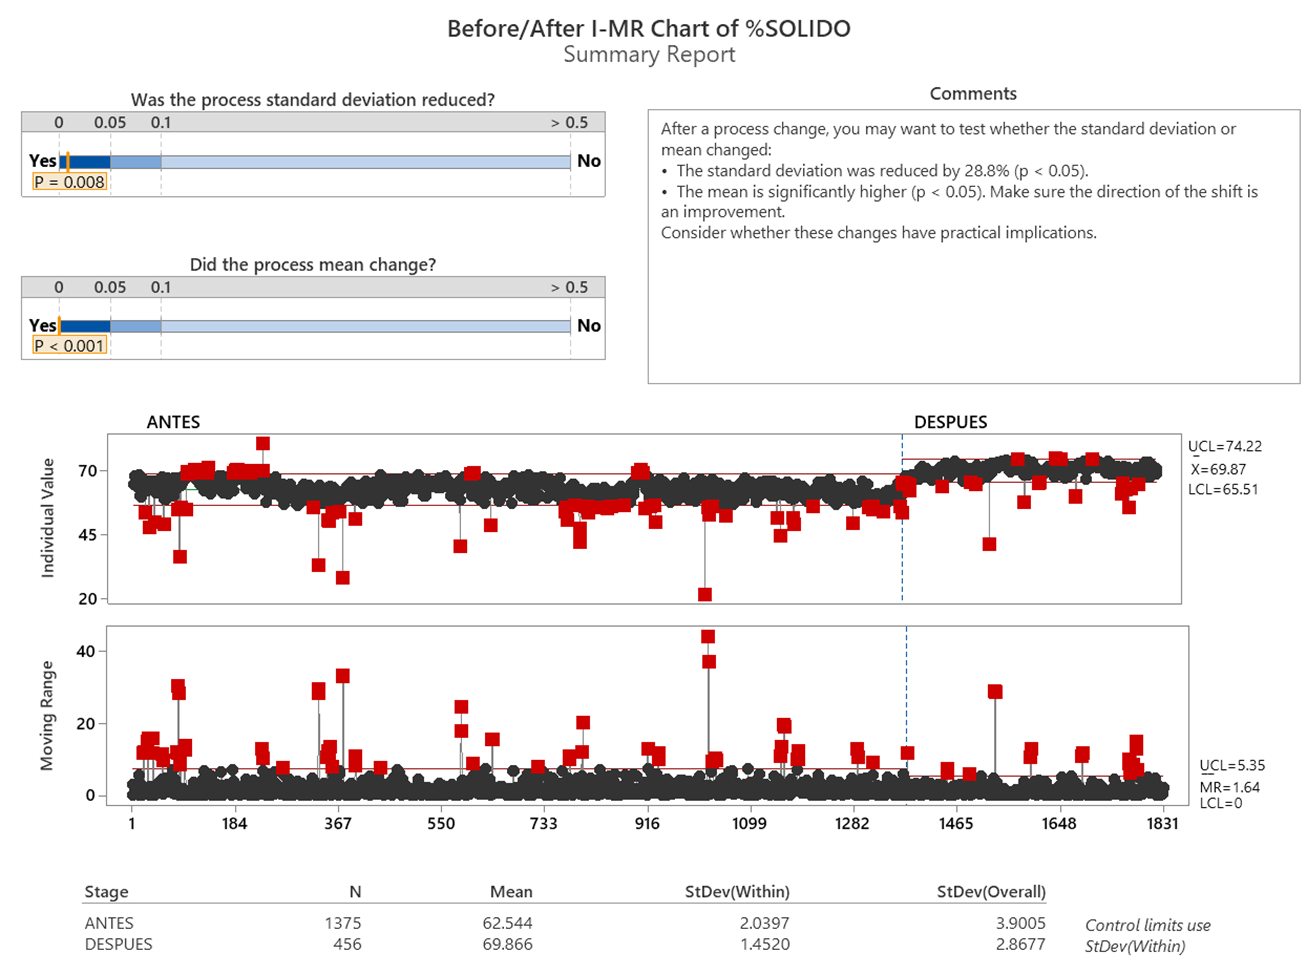 Before/After I-MR Chart of %SOLIDO
Summary Report
Was the process standard deviation reduced?
0 0.05 0.1 > 0.5
Yes No
P = 0.008
Did the process mean change?
0 0.05 0.1 > 0.5
Yes No
P < 0.001
Comments
After a process change, you may want to test whether the standard deviation or
mean changed:
• The standard deviation was reduced by 28.8% (p < 0.05).
• The mean is significantly higher (p < 0.05). Make sure the direction of the shift is
an improvement.
Consider whether these changes have practical implications.
ANTES DESPUES
Individual Value
70
45
20
UCL=74.22
X̄=69.87
LCL=65.51
Moving Range
40
20
0
UCL=5.35
M̄R̄=1.64
LCL=0
1 184 367 550 733 916 1099 1282 1465 1648 1831
Stage N Mean StDev(Within) StDev(Overall)
ANTES 1375 62.544 2.0397 3.9005
DESPUES 456 69.866 1.4520 2.8677
Control limits use
StDev(Within)